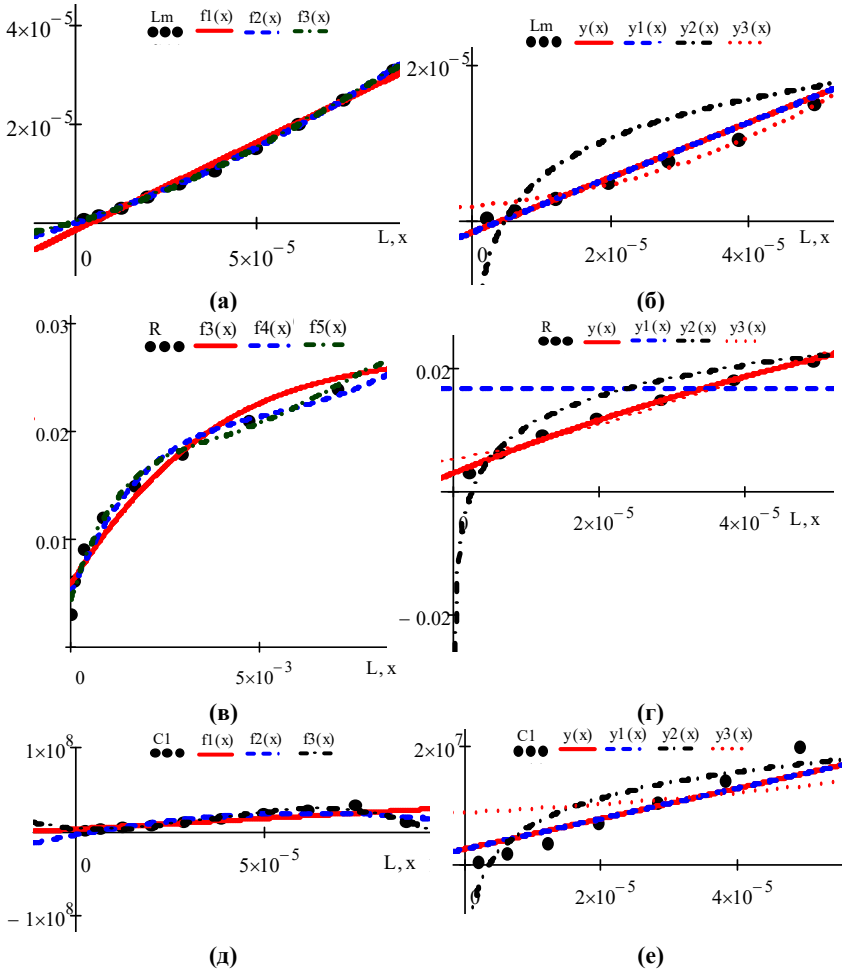 Lm f1(x) f2(x) f3(x)
4×10⁻⁵
2×10⁻⁵
0
5×10⁻⁵
L,x
(а)
Lm y(x) y1(x) y2(x) y3(x)
2×10⁻⁵
0
2×10⁻⁵
4×10⁻⁵
L,x
(б)
R f3(x) f4(x) f5(x)
0.03
0.02
0.01
0
5×10⁻³
L,x
(в)
R y(x) y1(x) y2(x) y3(x)
0.02
0
2×10⁻⁵
4×10⁻⁵
L,x
− 0.02
(г)
C1 f1(x) f2(x) f3(x)
1×10⁸
0
5×10⁻⁵
L,x
− 1×10⁸
(д)
C1 y(x) y1(x) y2(x) y3(x)
2×10⁷
0
2×10⁻⁵
4×10⁻⁵
L,x
(е)